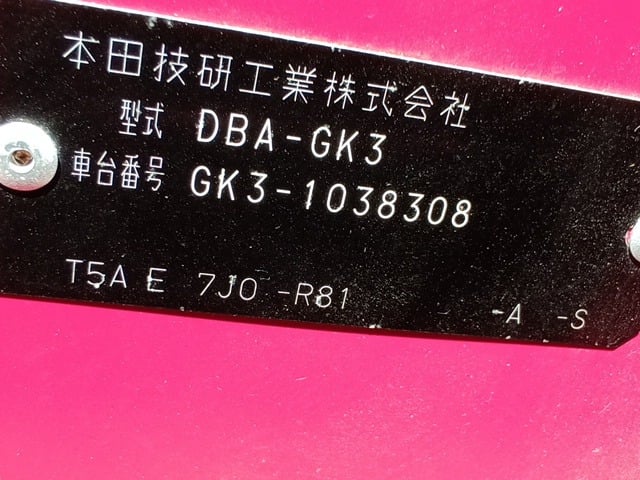 本田技研工業株式会社
型式 DBA-GK3
車台番号 GK3-1038308
T5A E 7J0 -R81 -A -S